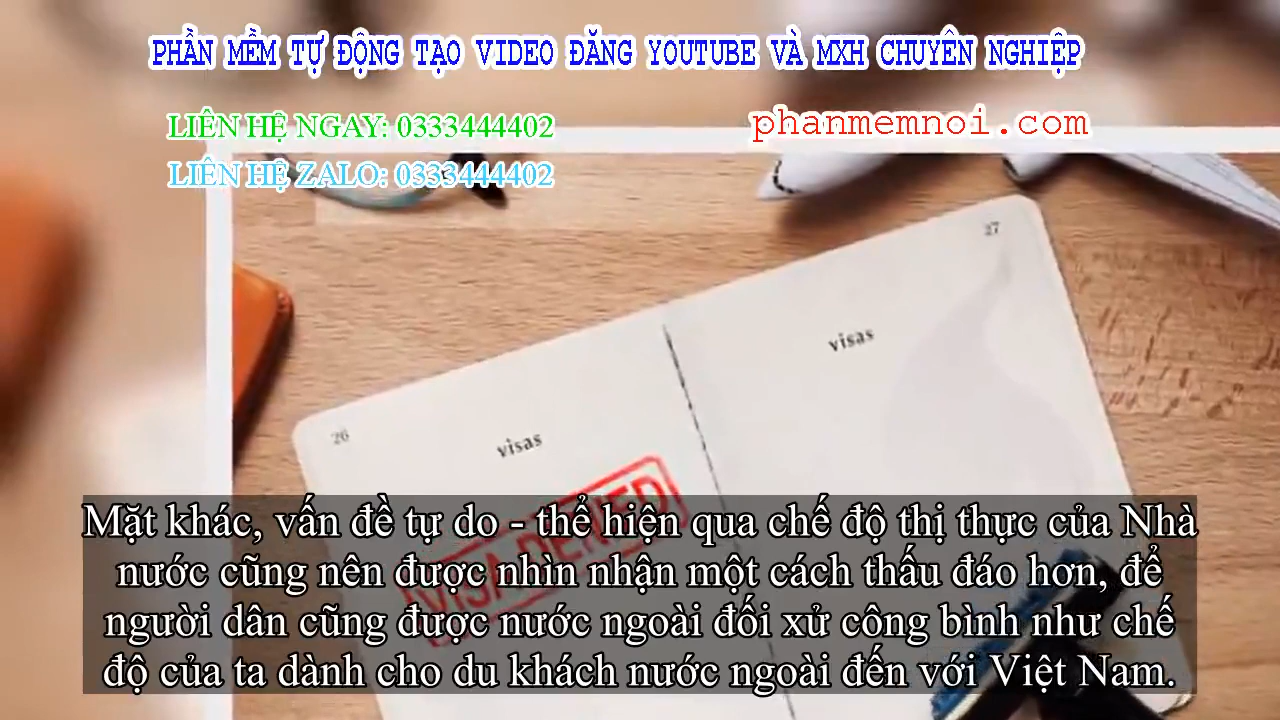 PHẦN MỀM TỰ ĐỘNG TẠO VIDEO ĐĂNG YOUTUBE VÀ MXH CHUYÊN NGHIỆP
LIÊN HỆ NGAY: 0333444402
phanmemnoi.com
LIÊN HỆ ZALO: 0333444402
27
visas
26
visas
VISA DENIED
Mặt khác, vấn đề tự do - thể hiện qua chế độ thị thực của Nhà
nước cũng nên được nhìn nhận một cách thấu đáo hơn, để
người dân cũng được nước ngoài đối xử công bình như chế
độ của ta dành cho du khách nước ngoài đến với Việt Nam.